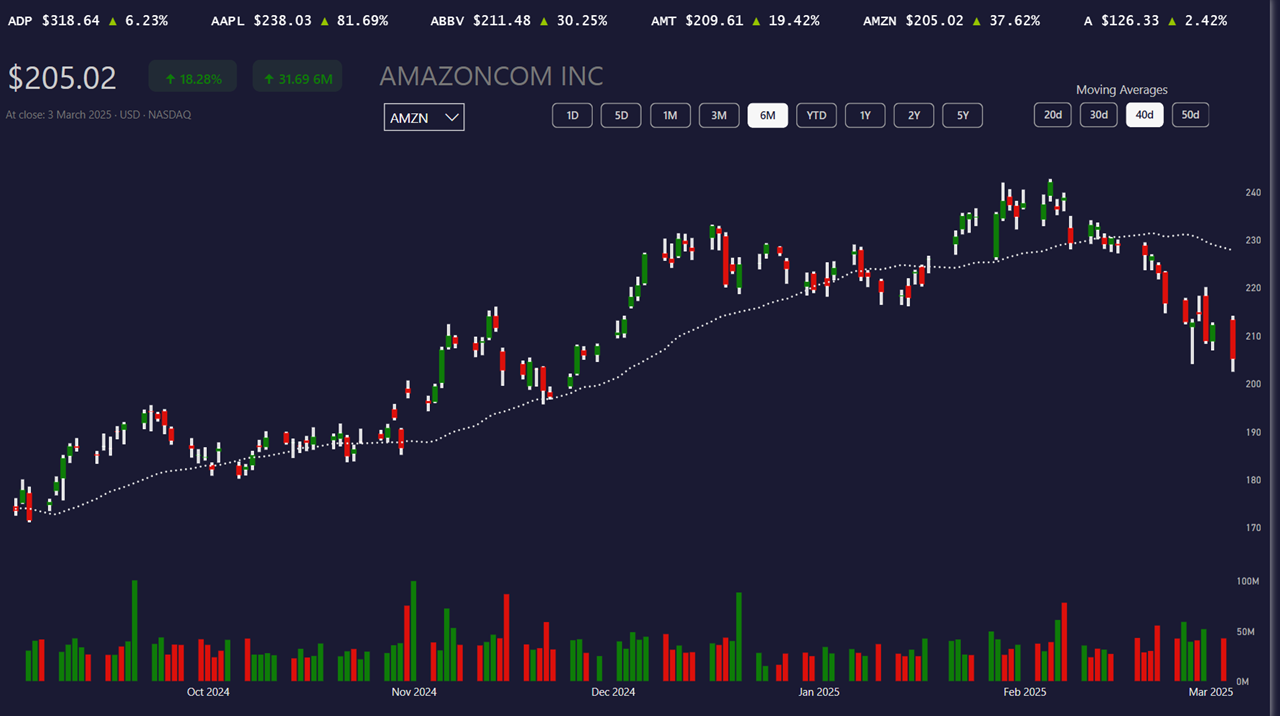 ADP $318.64 ▲ 6.23% AAPL $238.03 ▲ 81.69% ABBV $211.48 ▲ 30.25% AMT $209.61 ▲ 19.42% AMZN $205.02 ▲ 37.62% A $126.33 ▲ 2.42%
$205.02 ↑ 18.28% ↑ 31.69 6M AMAZONCOM INC
At close: 3 March 2025 · USD · NASDAQ
AMZN
1D 5D 1M 3M 6M YTD 1Y 2Y 5Y
Moving Averages
20d 30d 40d 50d
240
230
220
210
200
190
180
170
100M
50M
0M
Oct 2024 Nov 2024 Dec 2024 Jan 2025 Feb 2025 Mar 2025